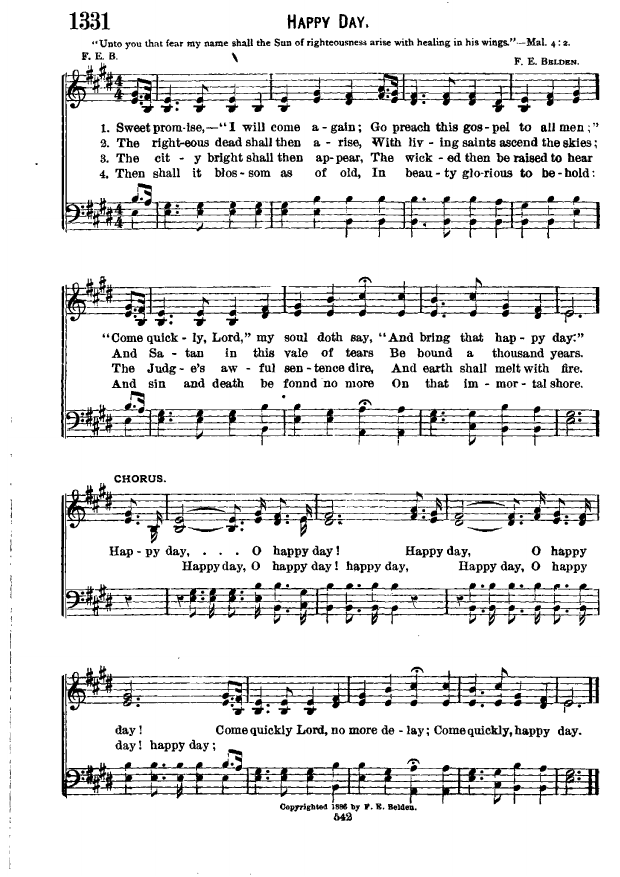 1331 HAPPY DAY.
"Unto you that fear my name shall the Sun of righteousness arise with healing in his wings."—Mal. 4:2.
F. E. B. F. E. BELDEN.
1. Sweet prom-ise,—"I will come a-gain; Go preach this gos-pel to all men;"
2. The right-eous dead shall then a-rise, With liv-ing saints ascend the skies;
3. The cit-y bright shall then ap-pear, The wick-ed then be raised to hear
4. Then shall it blos-som as of old, In beau-ty glo-rious to be-hold:
"Come quick-ly, Lord," my soul doth say, "And bring that hap-py day:"
And Sa-tan in this vale of tears Be bound a thousand years.
The Judg-e's aw-ful sen-tence dire, And earth shall melt with fire.
And sin and death be fonnd no more On that im-mor-tal shore.
CHORUS.
Hap-py day, . . . O happy day! Happy day, O happy
Happy day, O happy day! happy day, Happy day, O happy
day! Come quickly Lord, no more de-lay; Come quickly, happy day.
day! happy day;
Copyrighted 1886 by F. E. Belden.
542